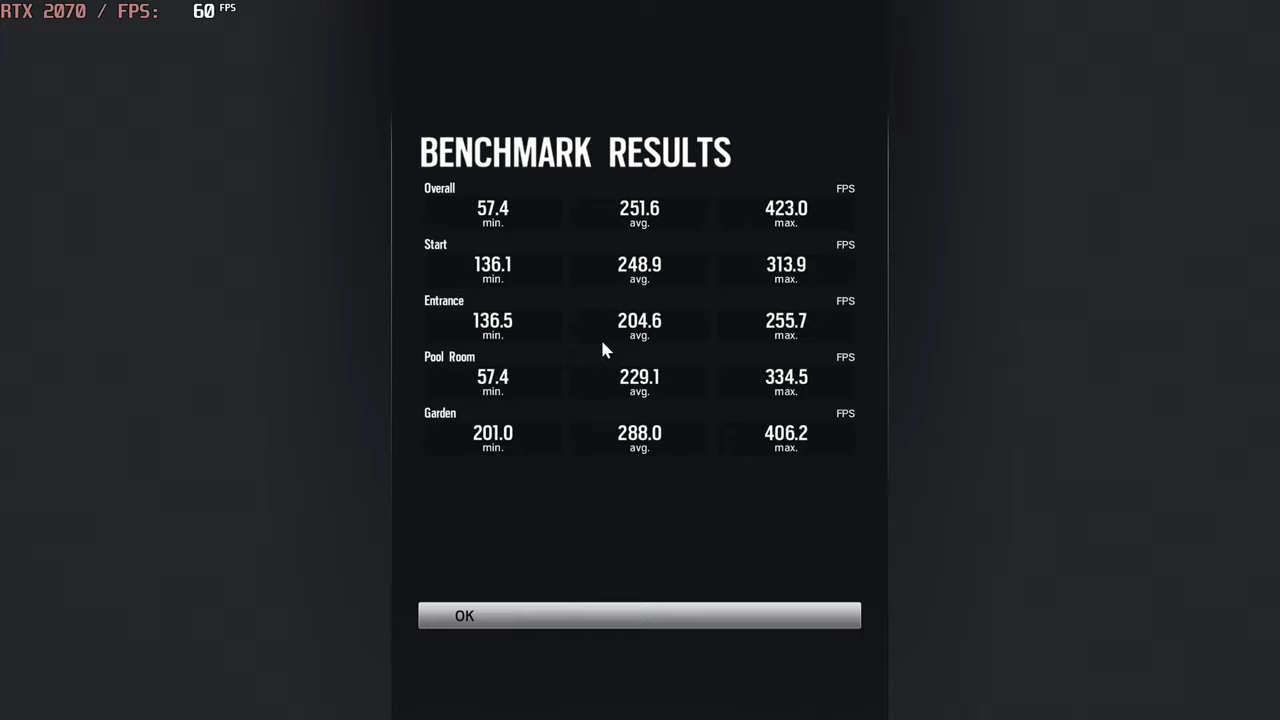 RTX 2070 / FPS: 60 FPS
BENCHMARK RESULTS
Overall FPS
57.4 251.6 423.0
min. avg. max.
Start FPS
136.1 248.9 313.9
min. avg. max.
Entrance FPS
136.5 204.6 255.7
min. avg. max.
Pool Room FPS
57.4 229.1 334.5
min. avg. max.
Garden FPS
201.0 288.0 406.2
min. avg. max.
OK